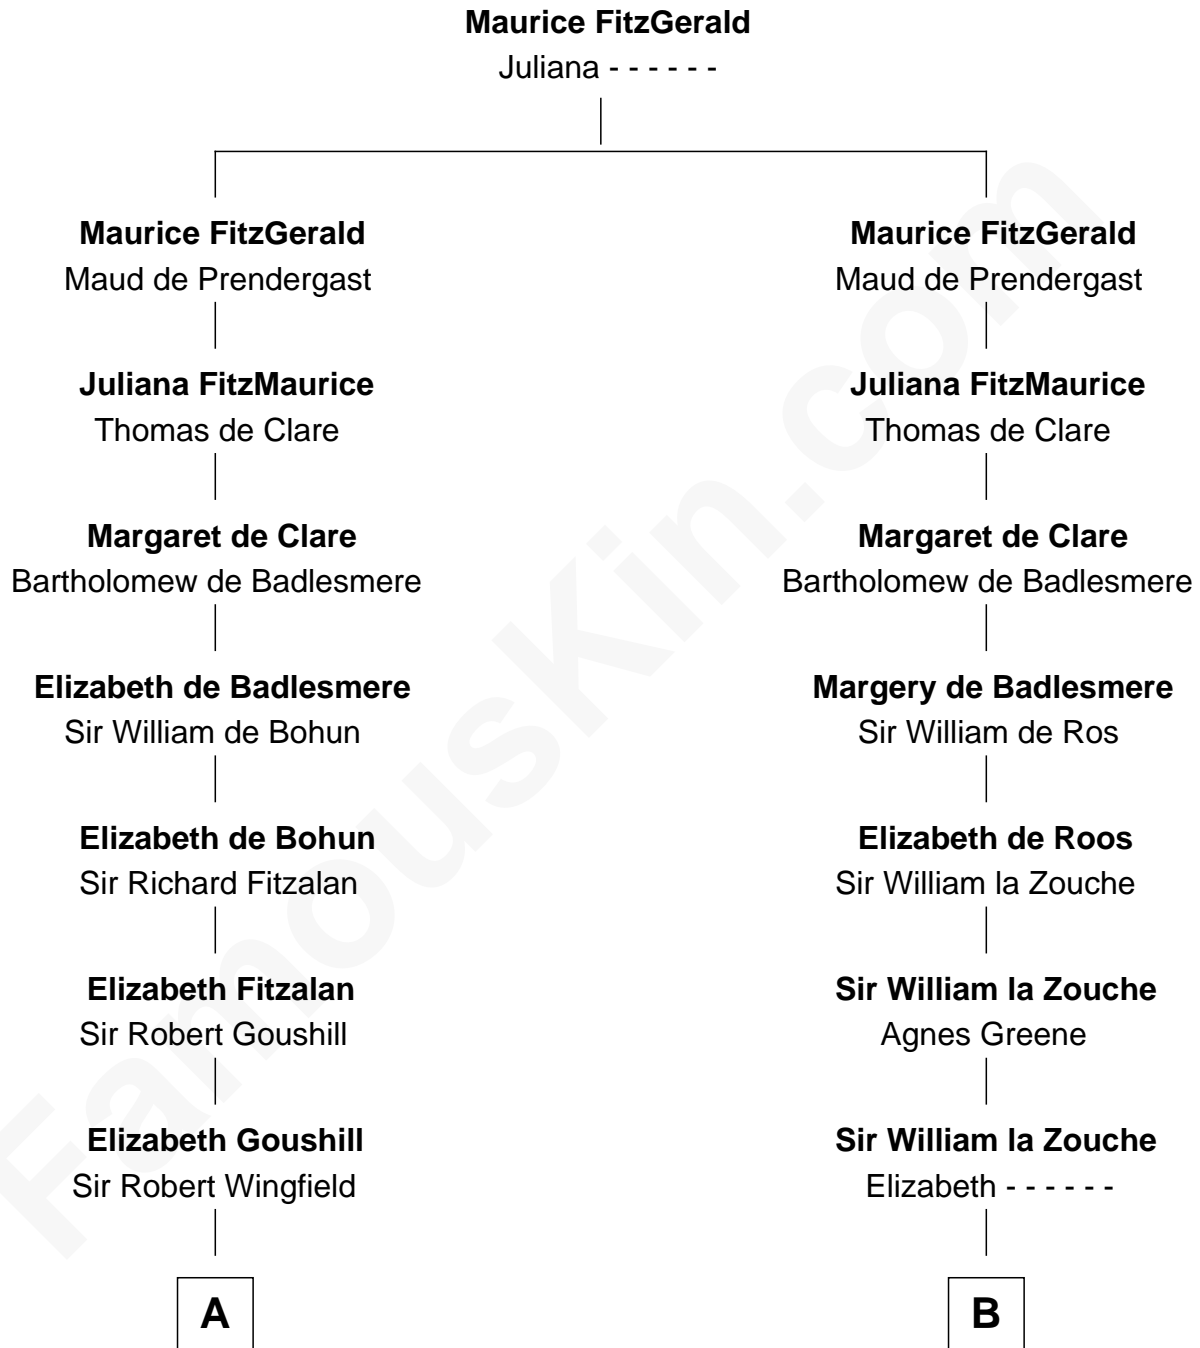 Maurice FitzGerald
Juliana - - - - - -
Maurice FitzGerald
Maud de Prendergast
Juliana FitzMaurice
Thomas de Clare
Margaret de Clare
Bartholomew de Badlesmere
Elizabeth de Badlesmere
Sir William de Bohun
Elizabeth de Bohun
Sir Richard Fitzalan
Elizabeth Fitzalan
Sir Robert Goushill
Elizabeth Goushill
Sir Robert Wingfield
A
Maurice FitzGerald
Maud de Prendergast
Juliana FitzMaurice
Thomas de Clare
Margaret de Clare
Bartholomew de Badlesmere
Margery de Badlesmere
Sir William de Ros
Elizabeth de Roos
Sir William la Zouche
Sir William la Zouche
Agnes Greene
Sir William la Zouche
Elizabeth - - - - - -
B
FamousKin.com